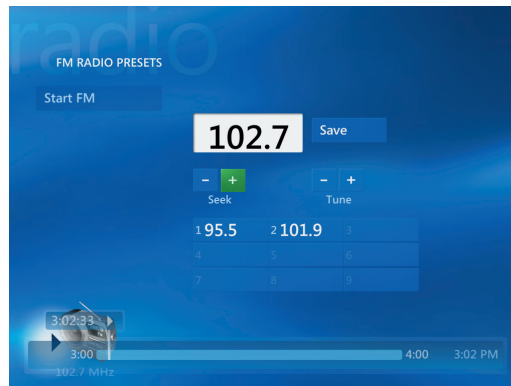 radio
FM RADIO PRESETS
Start FM
102.7 Save
- + - +
Seek Tune
1 95.5 2 101.9 3
4 5 6
7 8 9
3:02:33
3:00 4:00 3:02 PM
102.7 MHz